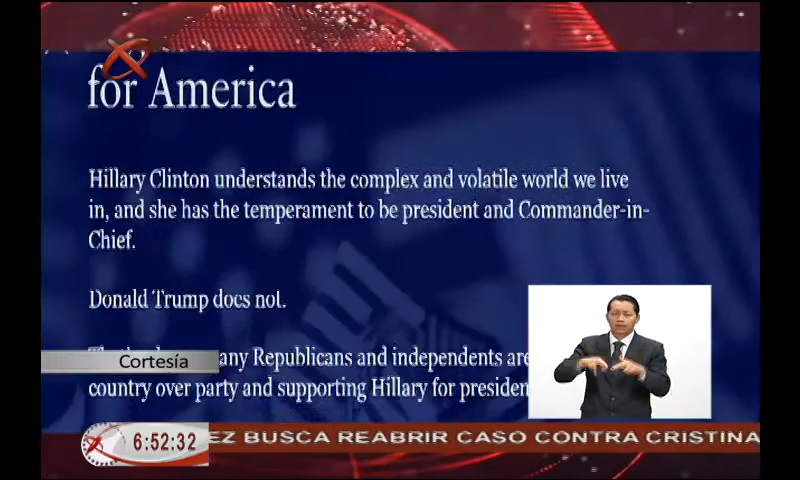 for America
Hillary Clinton understands the complex and volatile world we live
in, and she has the temperament to be president and Commander-in-
Chief.
Donald Trump does not.
Cortesía
any Republicans and independents are
country over party and supporting Hillary for presiden
6:52:32
EZ BUSCA REABRIR CASO CONTRA CRISTINA